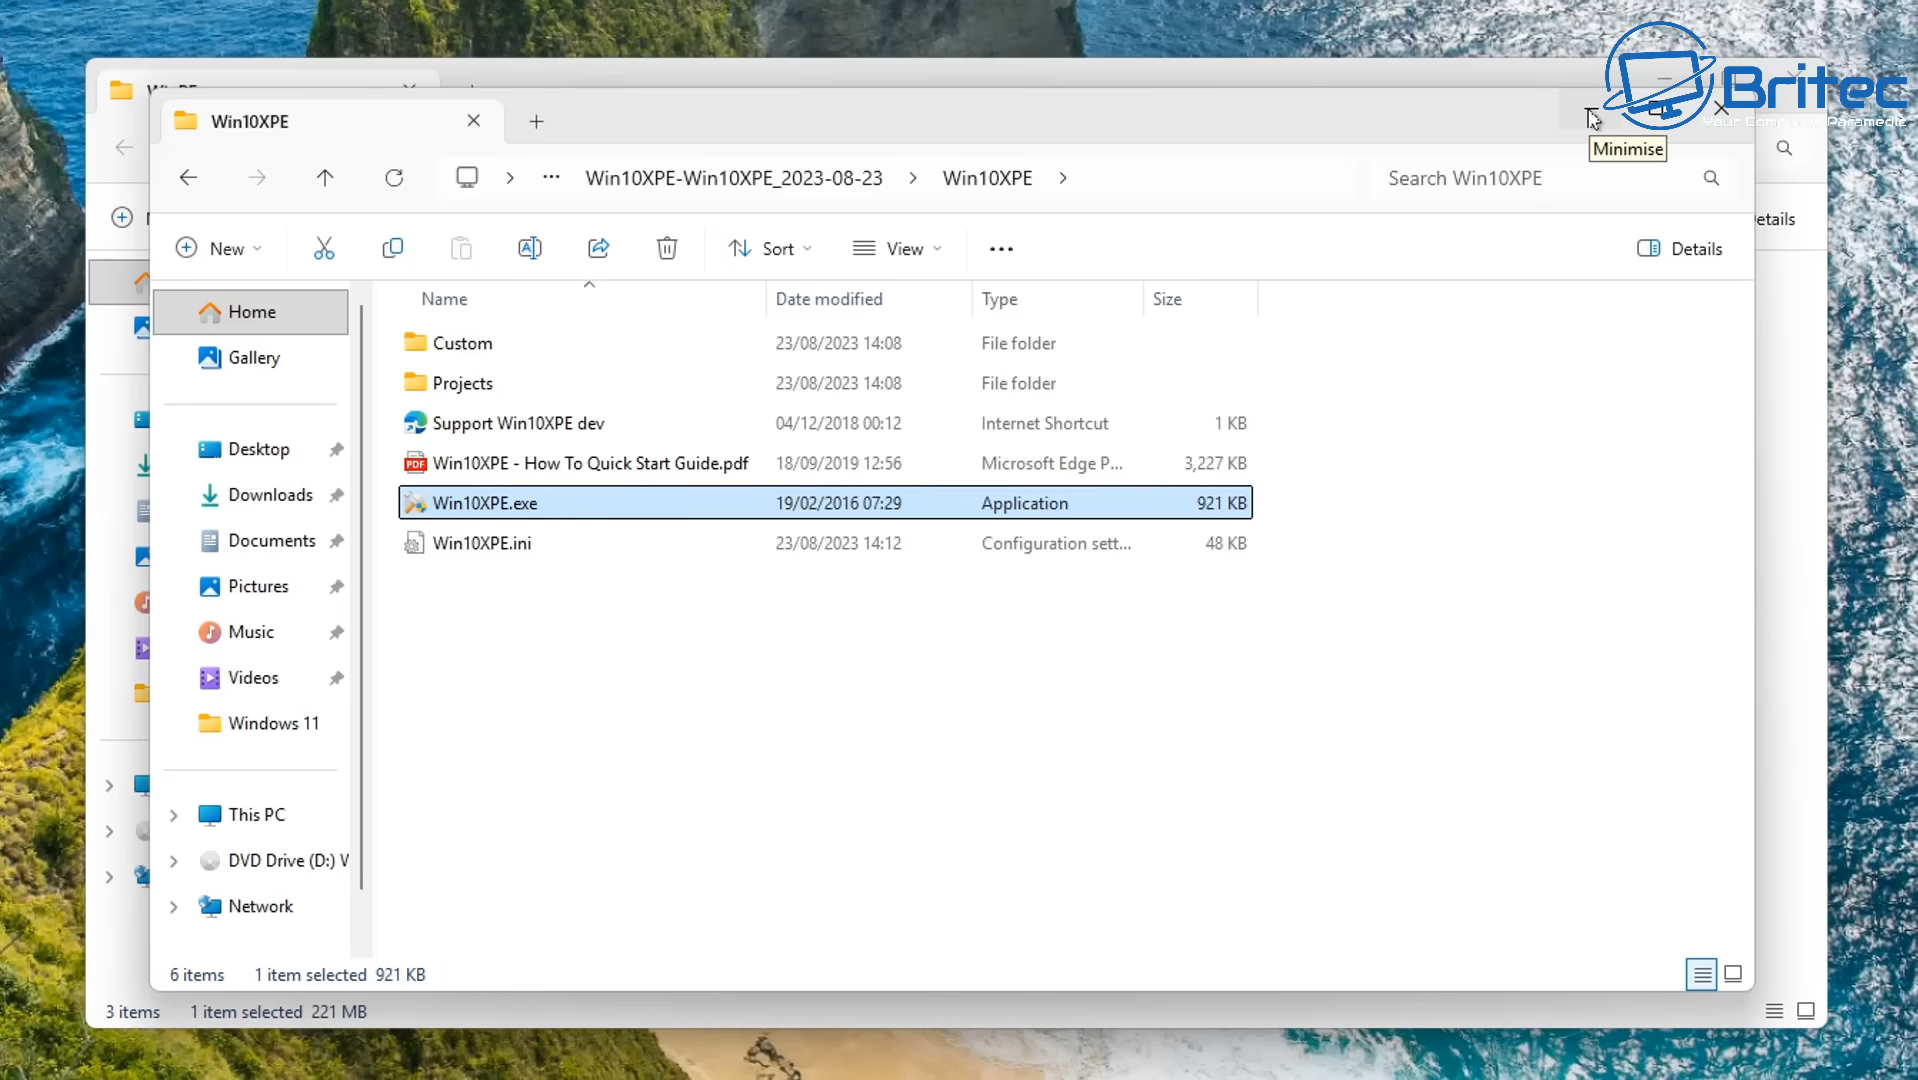 Britec
Your Computer Paramedic
Win10XPE
Minimise
Win10XPE-Win10XPE_2023-08-23
Win10XPE
Search Win10XPE
New
Sort
View
Details
etails
Name
Date modified
Type
Size
Home
Gallery
Desktop
Downloads
Documents
Pictures
Music
Videos
Windows 11
This PC
DVD Drive (D:) W
Network
Custom 23/08/2023 14:08 File folder
Projects 23/08/2023 14:08 File folder
Support Win10XPE dev 04/12/2018 00:12 Internet Shortcut 1 KB
PDF Win10XPE - How To Quick Start Guide.pdf 18/09/2019 12:56 Microsoft Edge P... 3,227 KB
Win10XPE.exe 19/02/2016 07:29 Application 921 KB
Win10XPE.ini 23/08/2023 14:12 Configuration sett... 48 KB
6 items 1 item selected 921 KB
3 items 1 item selected 221 MB